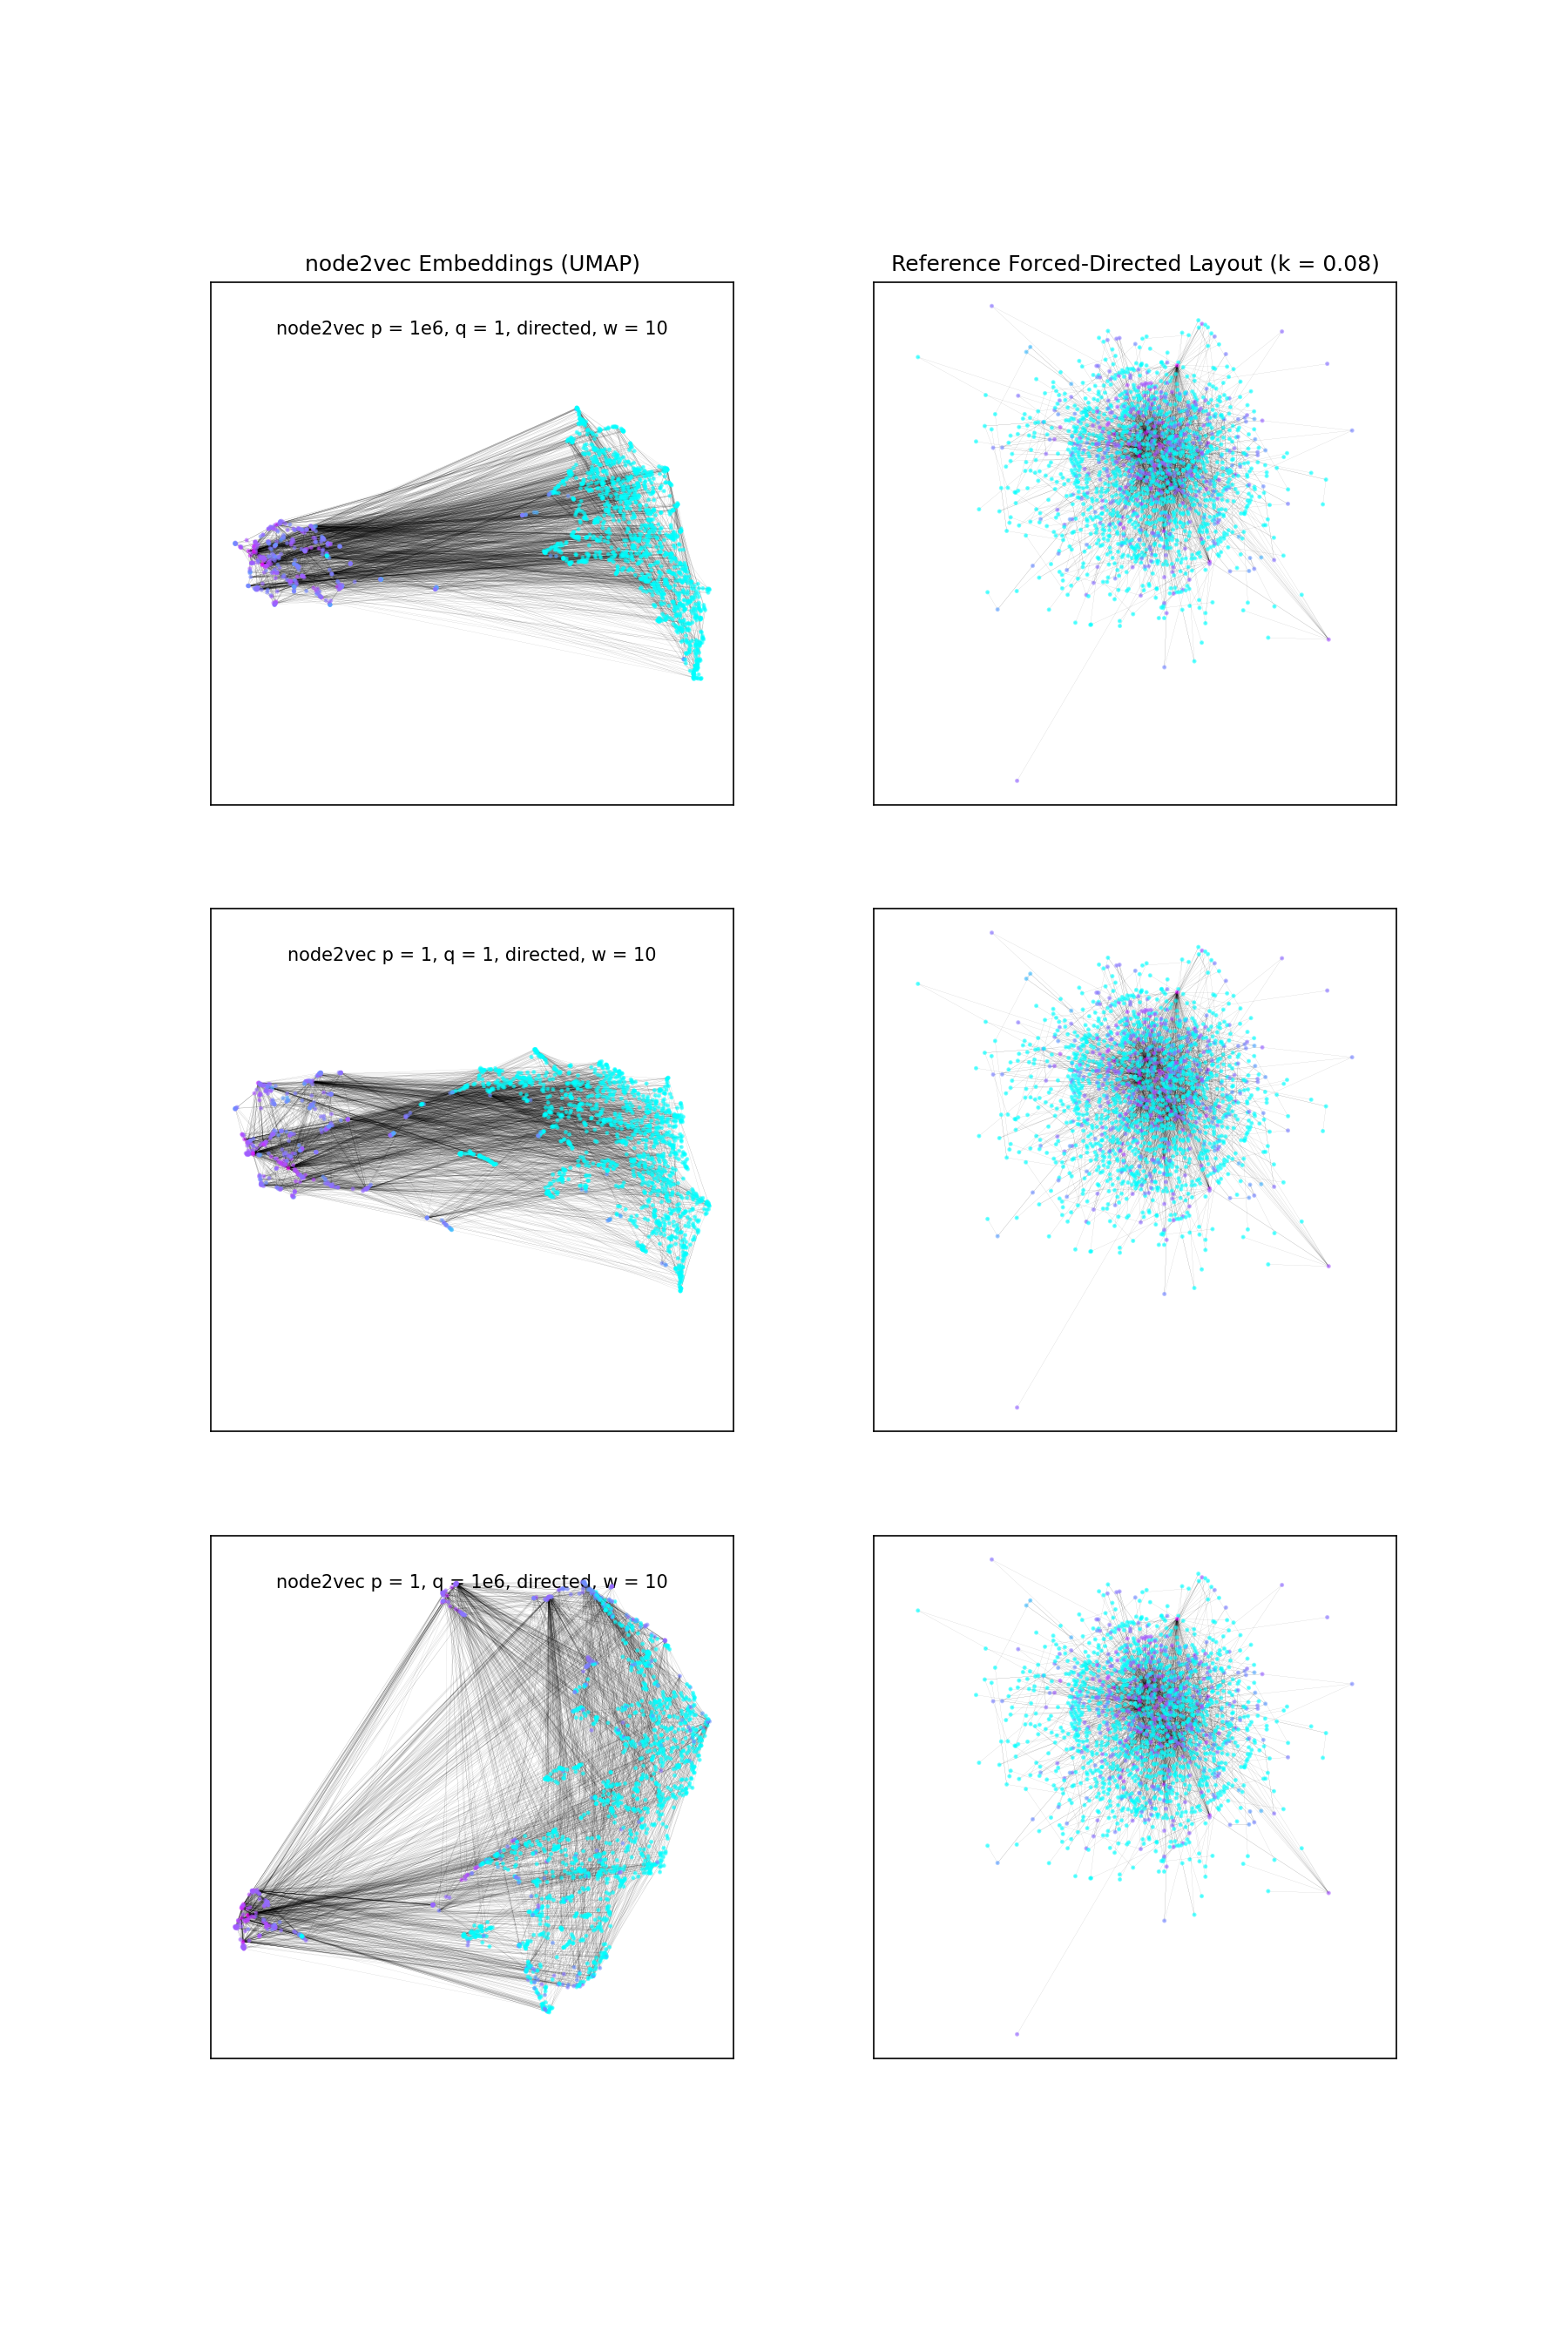 node2vec Embeddings (UMAP)
Reference Forced-Directed Layout (k = 0.08)
node2vec p = 1e6, q = 1, directed, w = 10
node2vec p = 1, q = 1, directed, w = 10
node2vec p = 1, q = 1e6, directed, w = 10